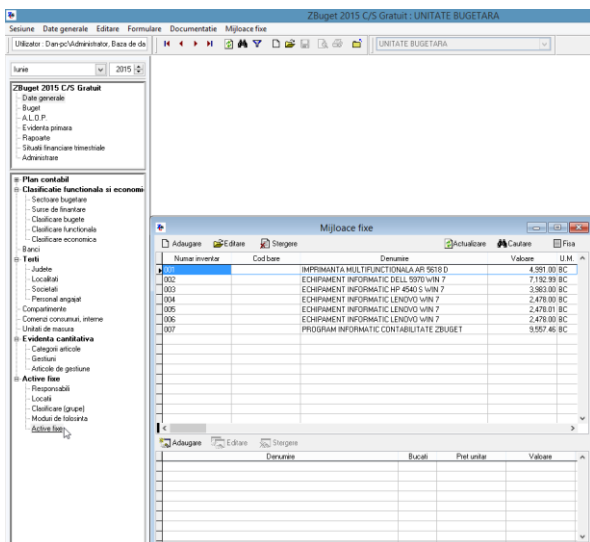 ZBuget 2015 C/S Gratuit : UNITATE BUGETARA
Sesiune Date generale Editare Formulare Documentatie Mijloace fixe
Utilizator : Dan-pc\Administrator, Baza de da
UNITATE BUGETARA
Iunie 2015
ZBuget 2015 C/S Gratuit
Date generale
Buget
A.L.O.P.
Evidenta primara
Rapoarte
Situatii financiare trimestriale
Administrare
Plan contabil
Clasificatie functionala si economi
Sectoare bugetare
Surse de finantare
Clasificare bugete
Clasificare functionala
Clasificare economica
Banci
Terti
Judete
Localitati
Societati
Personal angajat
Compartimente
Comenzi consumuri, interne
Unitati de masura
Evidenta cantitativa
Categorii articole
Gestiuni
Articole de gestiune
Active fixe
Responsabili
Locatii
Clasificare (grupe)
Moduri de folosinta
Active fixe
Mijloace fixe
Adaugare Editare Stergere Actualizare Cautare Fisa
Numar inventar Cod bare Denumire Valoare U.M.
001 IMPRIMANTA MULTIFUNCTIONALA AR 5618 D 4,991.00 BC
002 ECHIPAMENT INFORMATIC DELL 5970 WIN 7 7,192.99 BC
003 ECHIPAMENT INFORMATIC HP 4540 S WIN 7 3,983.00 BC
004 ECHIPAMENT INFORMATIC LENOVO WIN 7 2,478.00 BC
005 ECHIPAMENT INFORMATIC LENOVO WIN 7 2,478.01 BC
006 ECHIPAMENT INFORMATIC LENOVO WIN 7 2,478.00 BC
007 PROGRAM INFORMATIC CONTABILITATE ZBUGET 9,557.46 BC
Adaugare Editare Stergere
Denumire Bucati Pret unitar Valoare